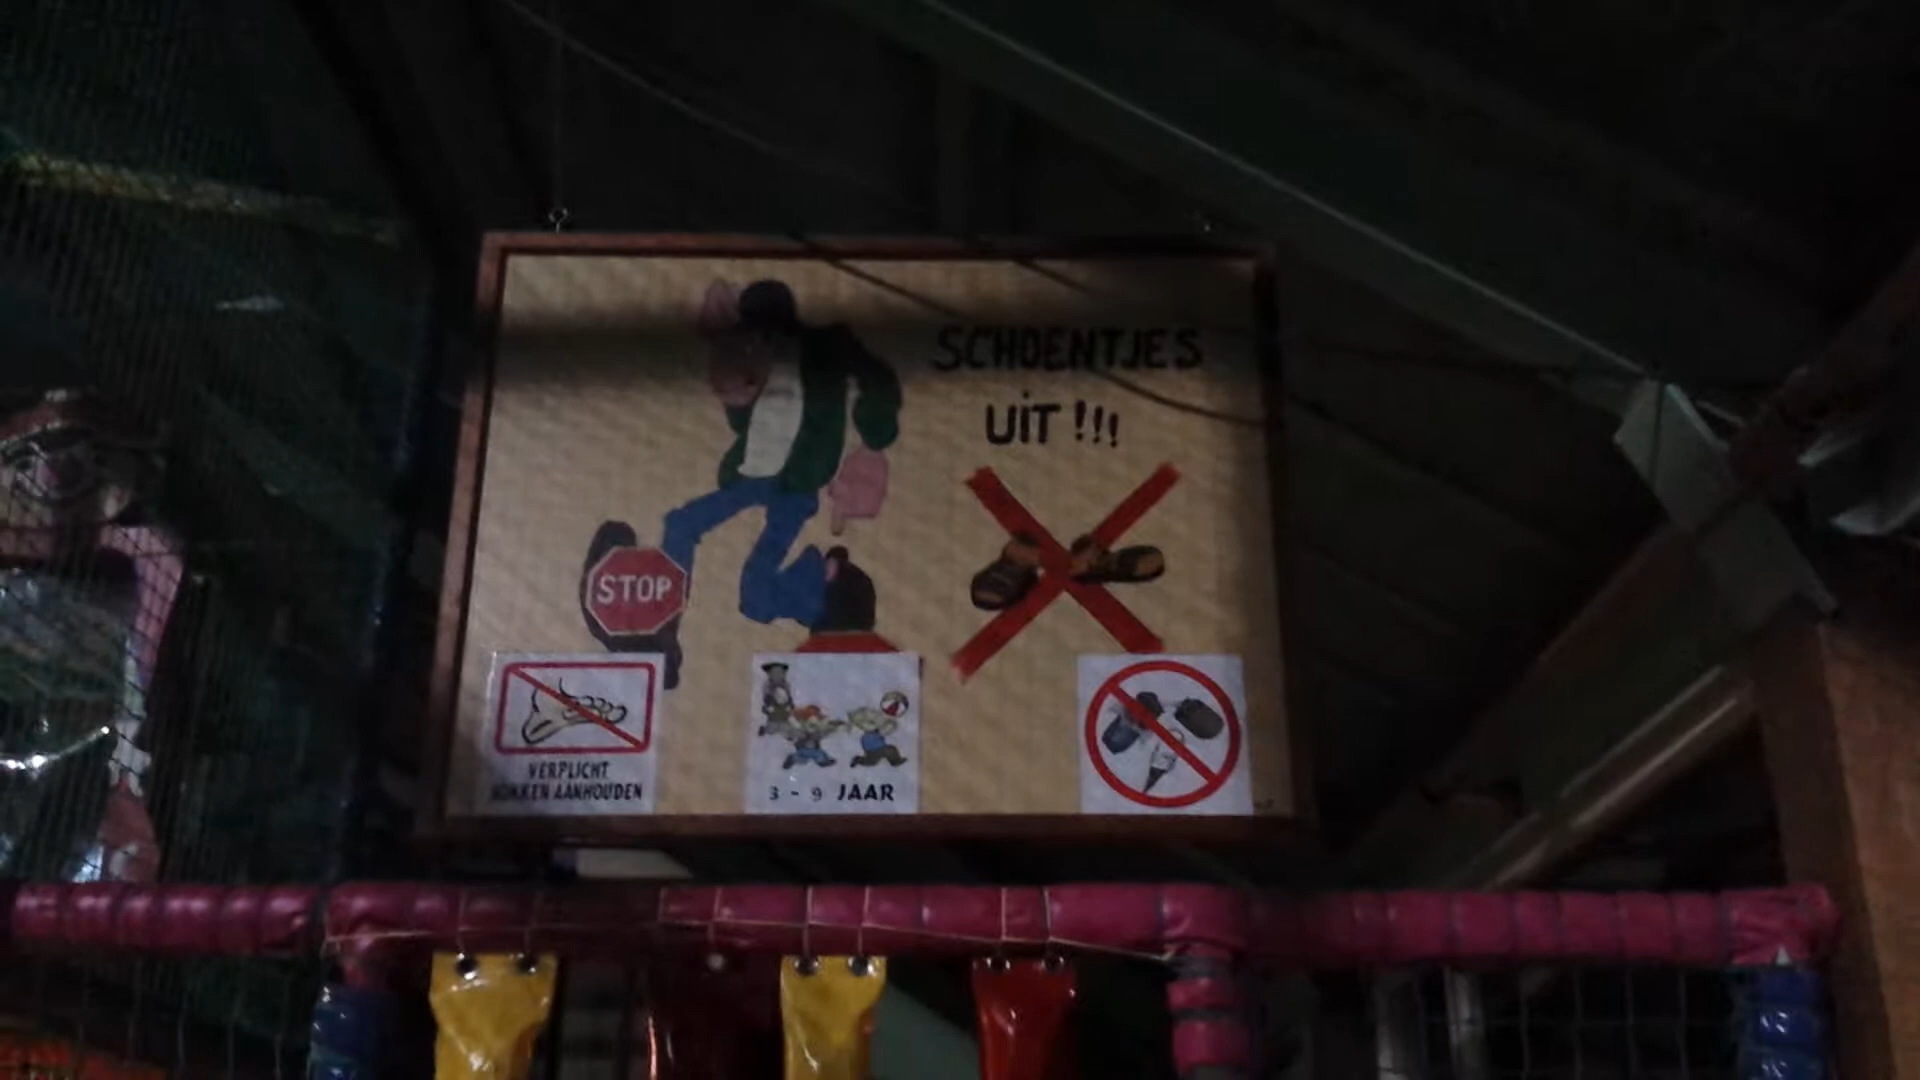 SCHOENTJES
UIT !!!
STOP
VERPLICHT
SOKKEN AANHOUDEN
3 - 9 JAAR